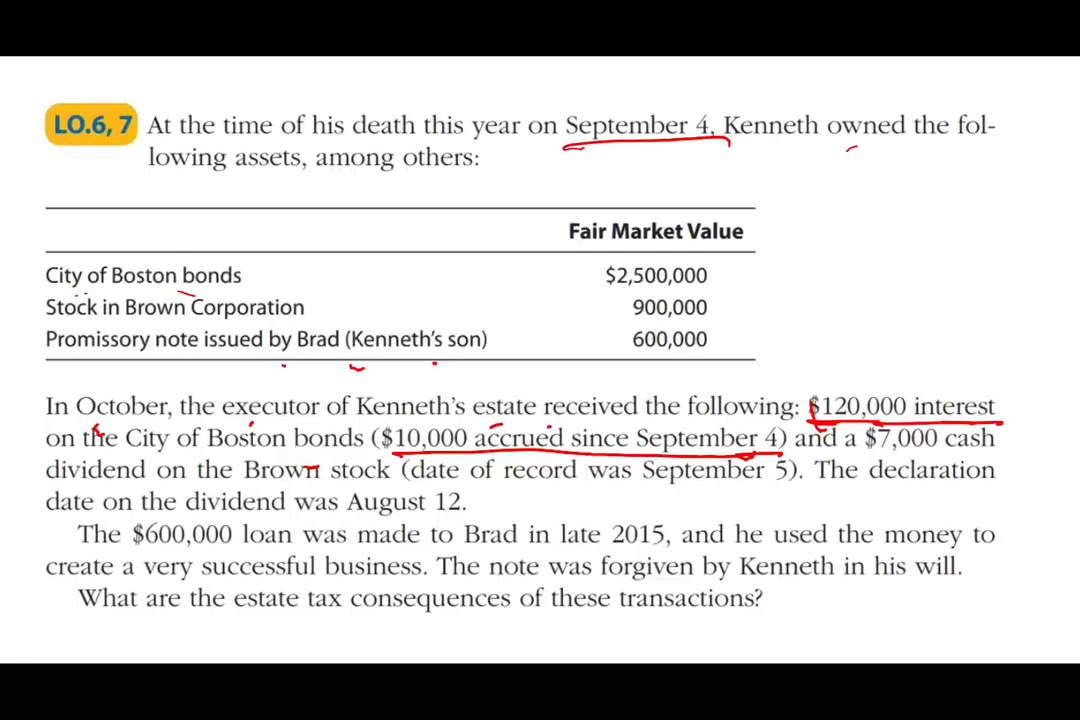 LO.6, 7 At the time of his death this year on September 4, Kenneth owned the fol-
lowing assets, among others:
Fair Market Value
City of Boston bonds $2,500,000
Stock in Brown Corporation 900,000
Promissory note issued by Brad (Kenneth's son) 600,000
In October, the executor of Kenneth's estate received the following: $120,000 interest
on the City of Boston bonds ($10,000 accrued since September 4) and a $7,000 cash
dividend on the Brown stock (date of record was September 5). The declaration
date on the dividend was August 12.
The $600,000 loan was made to Brad in late 2015, and he used the money to
create a very successful business. The note was forgiven by Kenneth in his will.
What are the estate tax consequences of these transactions?